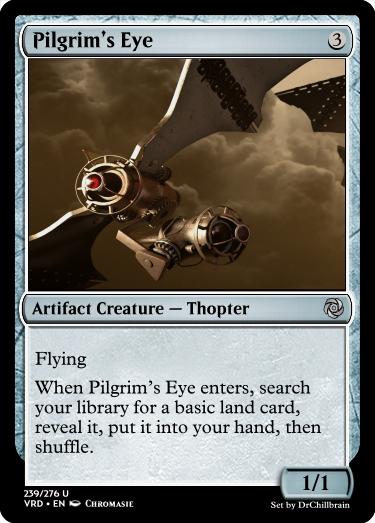 Pilgrim's Eye 3
Artifact Creature — Thopter
Flying
When Pilgrim's Eye enters, search
your library for a basic land card,
reveal it, put it into your hand, then
shuffle.
1/1
239/276 U
VRD • EN Chromasie
Set by DrChillbrain